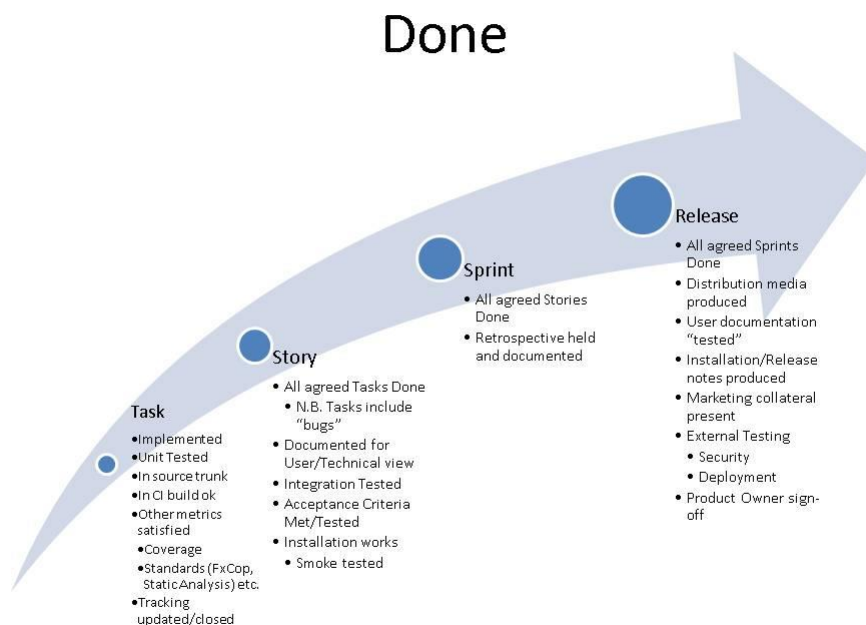 Done
Task
•Implemented
•Unit Tested
•In source trunk
•In CI build ok
•Other metrics
satisfied
•Coverage
•Standards (FxCop,
Static Analysis) etc.
•Tracking
updated/closed
Story
• All agreed Tasks Done
• N.B. Tasks include
“bugs”
• Documented for
User/Technical view
• Integration Tested
• Acceptance Criteria
Met/Tested
• Installation works
• Smoke tested
Sprint
• All agreed Stories
Done
• Retrospective held
and documented
Release
• All agreed Sprints
Done
• Distribution media
produced
• User documentation
“tested”
• Installation/Release
notes produced
• Marketing collateral
present
• External Testing
• Security
• Deployment
• Product Owner sign-
off